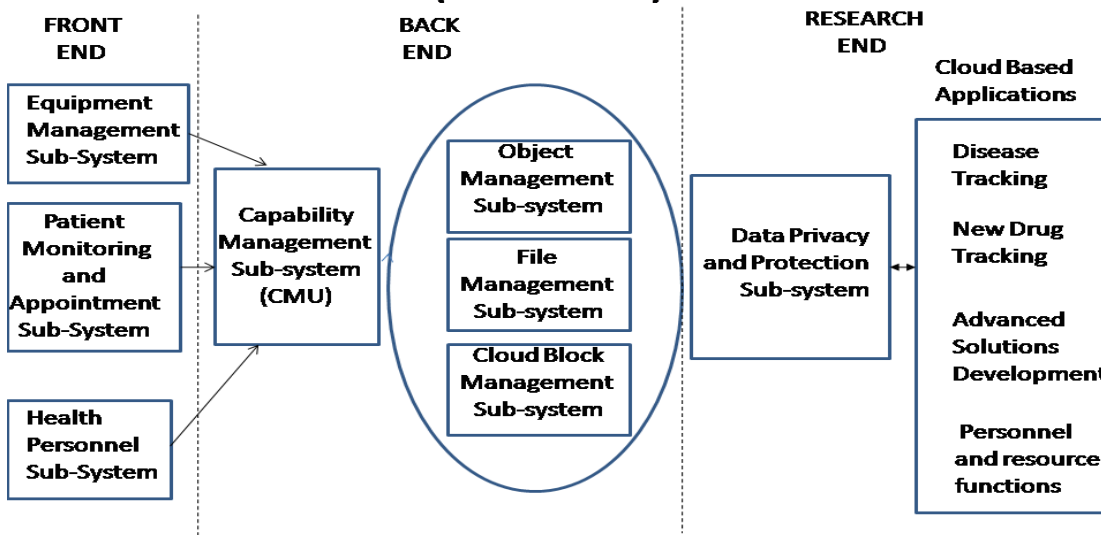 FRONT
END
BACK
END
RESEARCH
END
Equipment
Management
Sub-System
Patient
Monitoring
and
Appointment
Sub-System
Health
Personnel
Sub-System
Capability
Management
Sub-system
(CMU)
Object
Management
Sub-system
File
Management
Sub-system
Cloud Block
Management
Sub-system
Data Privacy
and Protection
Sub-system
Cloud Based
Applications
Disease
Tracking
New Drug
Tracking
Advanced
Solutions
Development
Personnel
and resource
functions